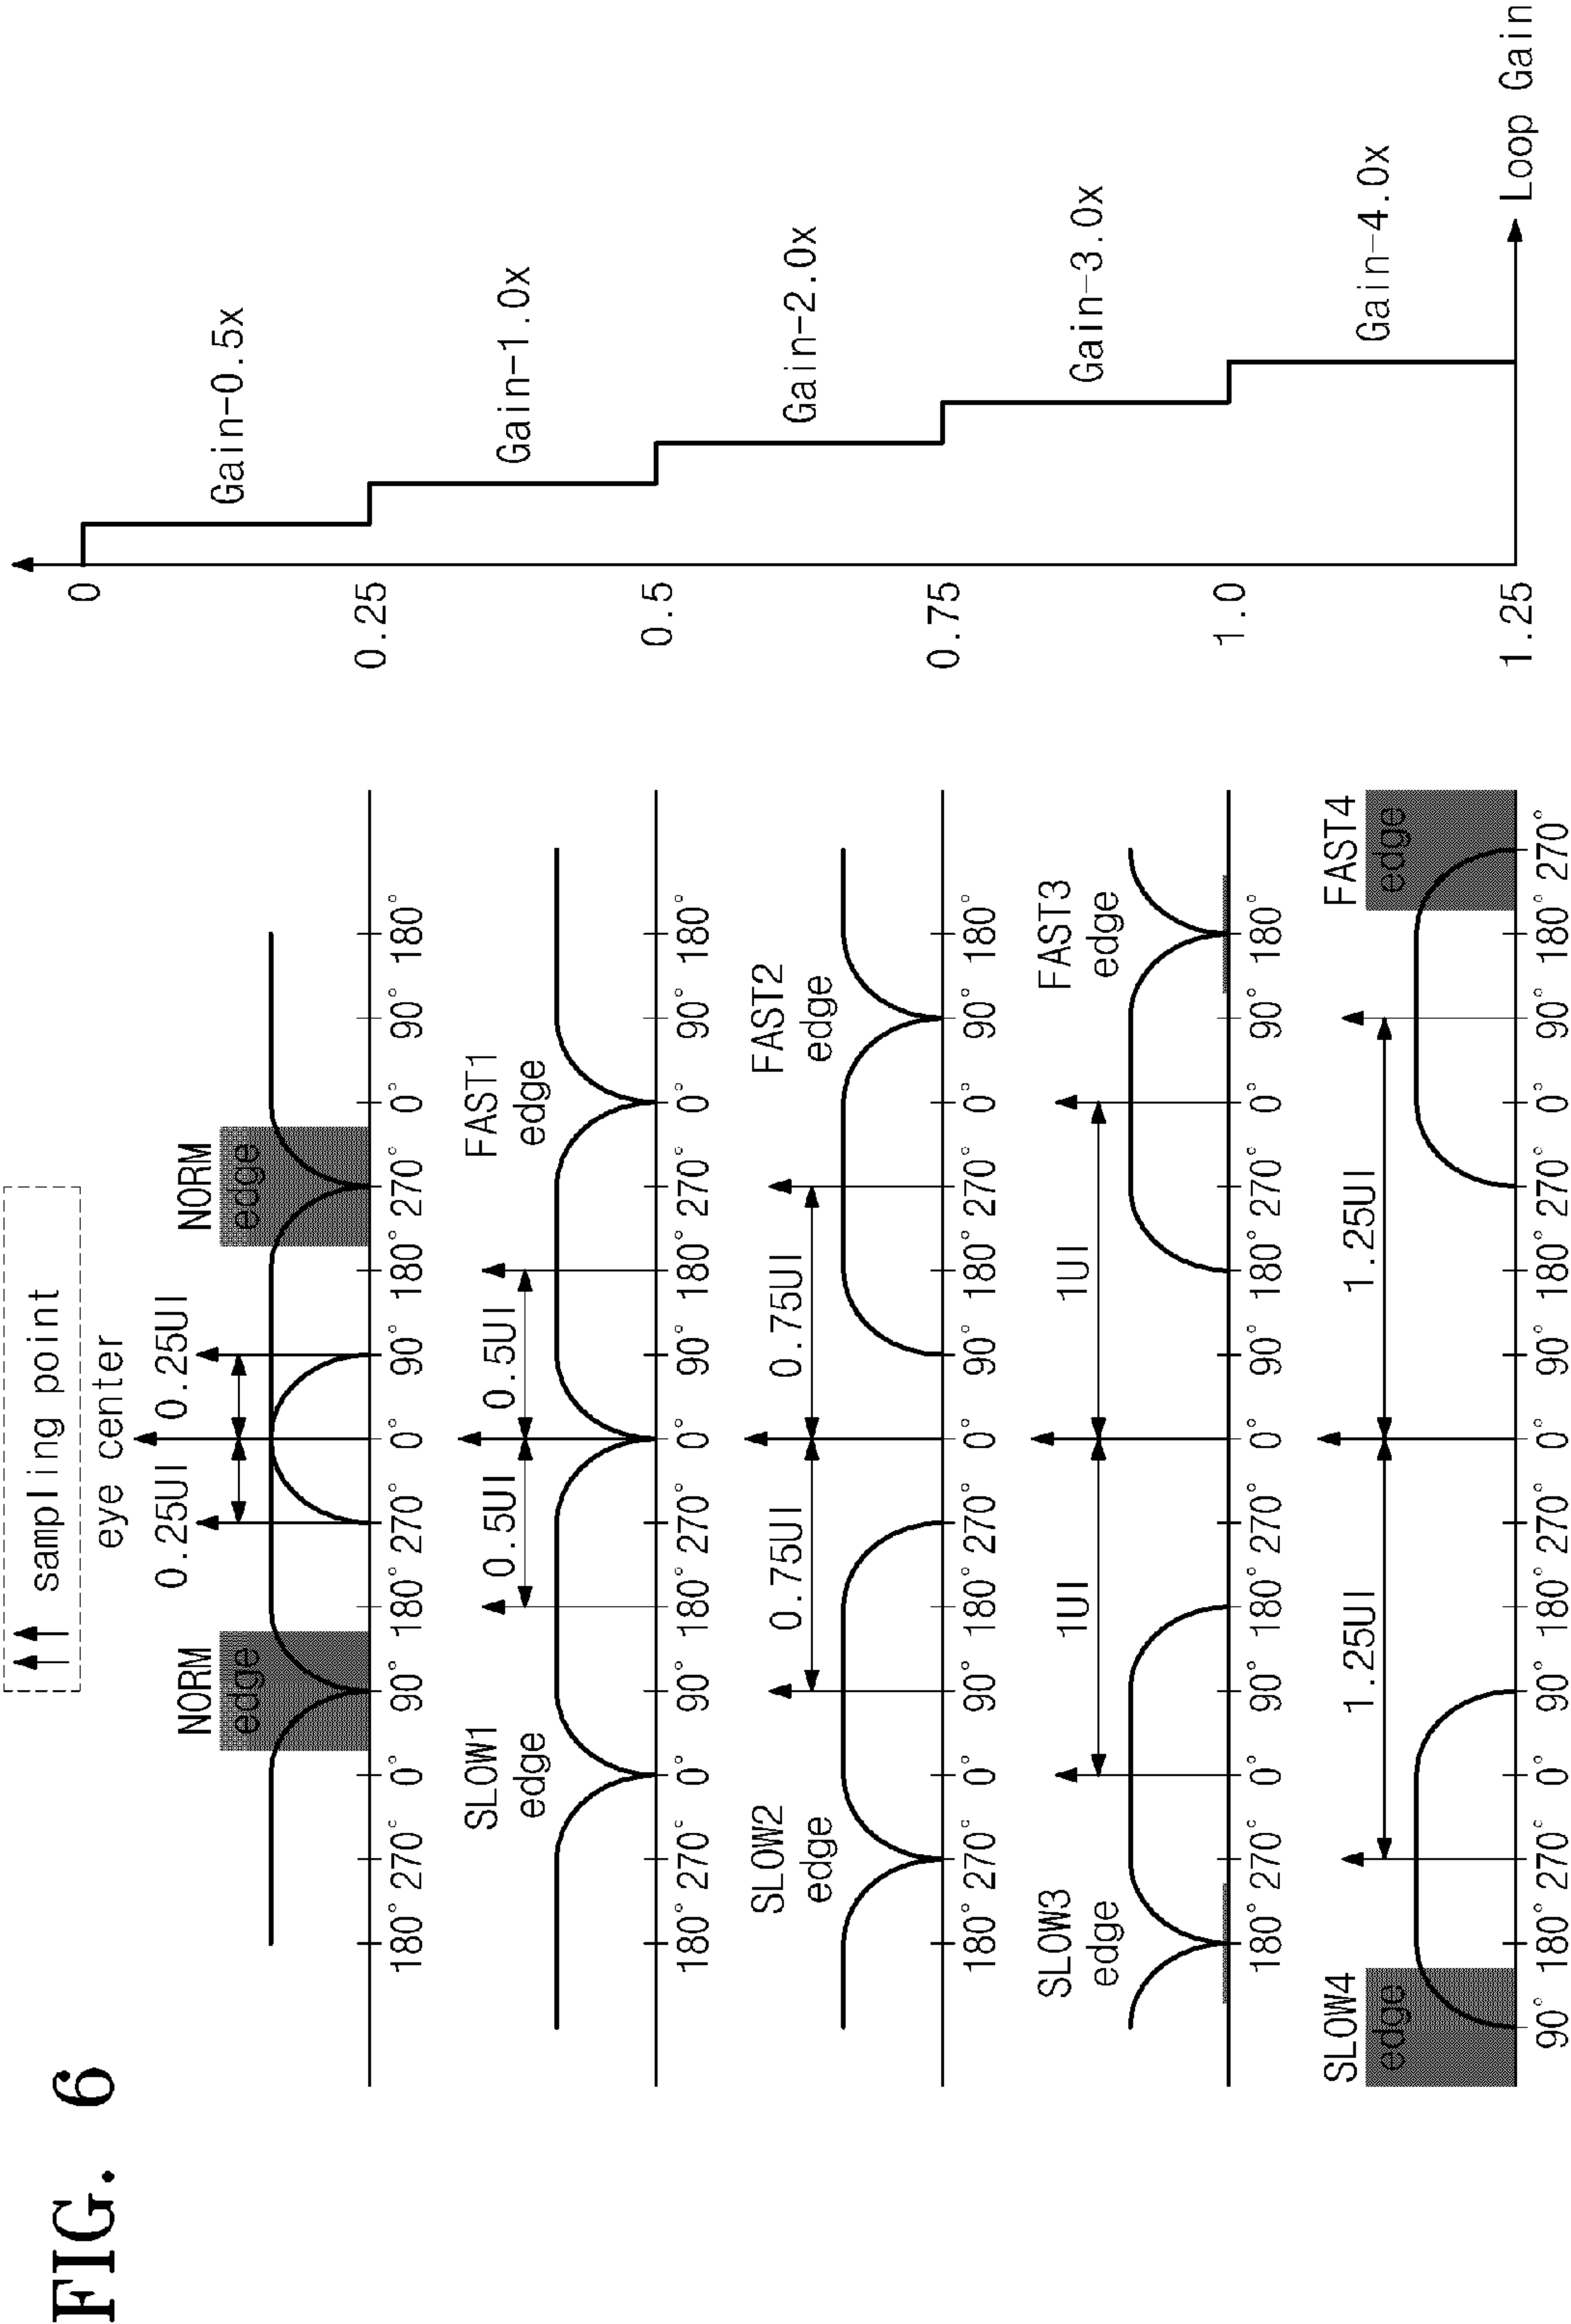 FIG. 6
sampling point
eye center
0.25UI 0.25UI
NORM edge
NORM edge
180° 270° 0° 90° 180° 270° 0° 90° 180° 270° 0° 90° 180°
SLOW1 edge
0.5UI 0.5UI
FAST1 edge
180° 270° 0° 90° 180° 270° 0° 90° 180° 270° 0° 90° 180°
SLOW2 edge
0.75UI 0.75UI
FAST2 edge
180° 270° 0° 90° 180° 270° 0° 90° 180° 270° 0° 90° 180°
SLOW3 edge
1UI 1UI
FAST3 edge
180° 270° 0° 90° 180° 270° 0° 90° 180° 270° 0° 90° 180°
SLOW4 edge
1.25UI 1.25UI
FAST4 edge
90° 180° 270° 0° 90° 180° 270° 0° 90° 180° 270° 0° 90° 180° 270°
0
Gain-0.5x
0.25
Gain-1.0x
0.5
Gain-2.0x
0.75
Gain-3.0x
1.0
Gain-4.0x
1.25
Loop Gain